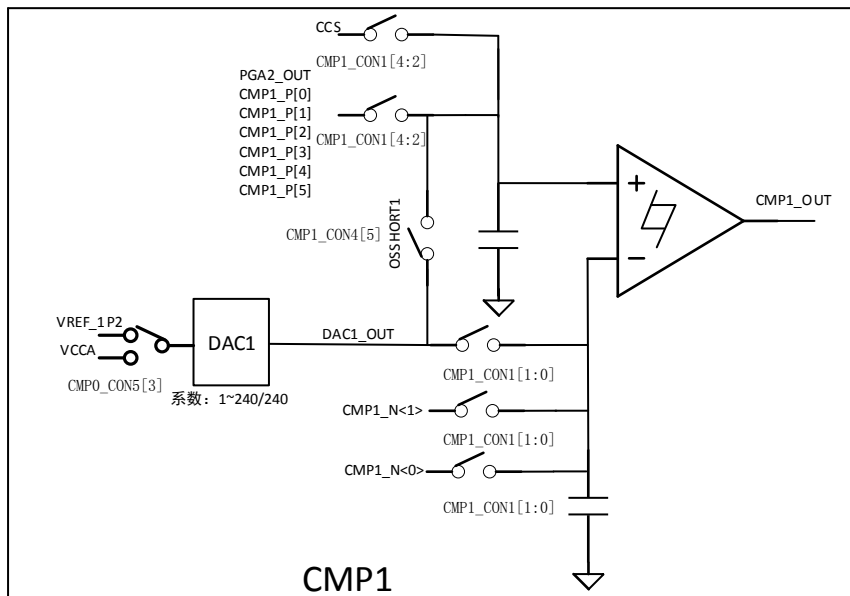 CCS
CMP1_CON1[4:2]
PGA2_OUT
CMP1_P[0]
CMP1_P[1]
CMP1_P[2]
CMP1_P[3]
CMP1_P[4]
CMP1_P[5]
CMP1_CON1[4:2]
CMP1_OUT
CMP1_CON4[5]
OSSHORT1
VREF_1P2
VCCA
DAC1
DAC1_OUT
CMP0_CON5[3]
系数：1~240/240
CMP1_CON1[1:0]
CMP1_N<1>
CMP1_CON1[1:0]
CMP1_N<0>
CMP1_CON1[1:0]
CMP1